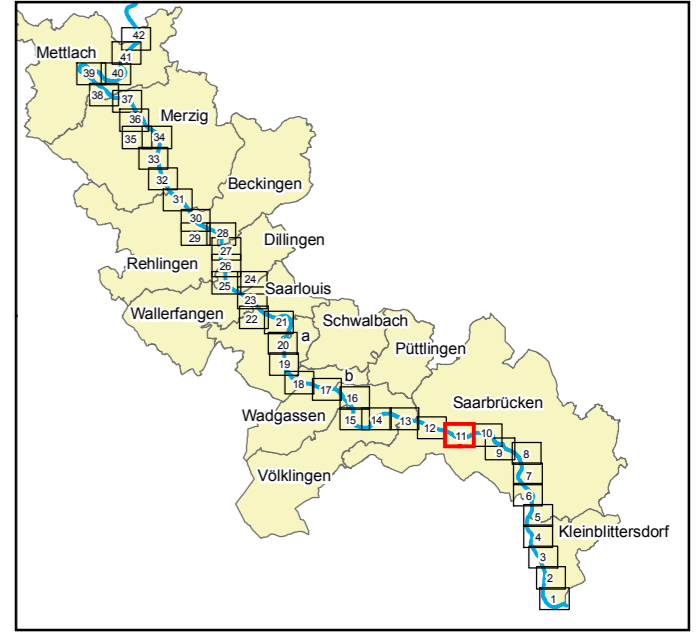 42
Mettlach
41
39 40
38 37
36
Merzig
35 34
33
32
Beckingen
31
30
29 28
Dillingen
27
Rehlingen
26
25 24
Saarlouis
23
Wallerfangen
22 21
Schwalbach
a
20
Püttlingen
19
b
18 17
16
Saarbrücken
Wadgassen
15 14 13
12
11 10
9 8
Völklingen
7
6
5
Kleinblittersdorf
4
3
2
1